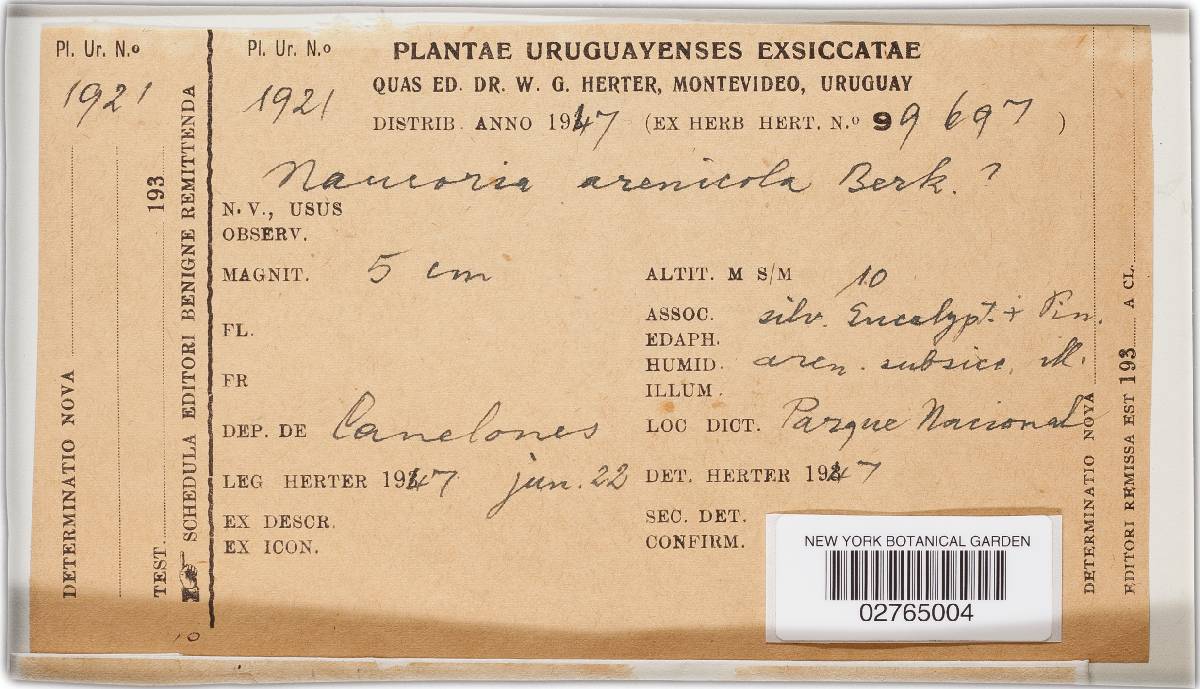 Pl. Ur. N.o
1921
DETERMINATIO NOVA
TEST. 193
SCHEDULA EDITORI BENIGNE REMITTENDA
Pl. Ur. N.o
1921
PLANTAE URUGUAYENSES EXSICCATAE
QUAS ED. DR. W. G. HERTER, MONTEVIDEO, URUGUAY
DISTRIB. ANNO 1947 (EX HERB HERT. N.o 99697)
Naucoria arenicola Berk. ?
N. V., USUS
OBSERV.
MAGNIT. 5 cm
ALTIT. M S/M 10
ASSOC. silv. Eucalypt. + Pin.
EDAPH.
HUMID. aren. subsicc. ill.
ILLUM.
FL.
FR
DEP. DE Canelones
LOC DICT. Parque Nacional
LEG HERTER 1947 jun. 22
DET. HERTER 1947
EX DESCR.
SEC. DET.
EX ICON.
CONFIRM.
NEW YORK BOTANICAL GARDEN
02765004
DETERMINATIO NOVA
EDITORI REMISSA EST 193 A CL.
10